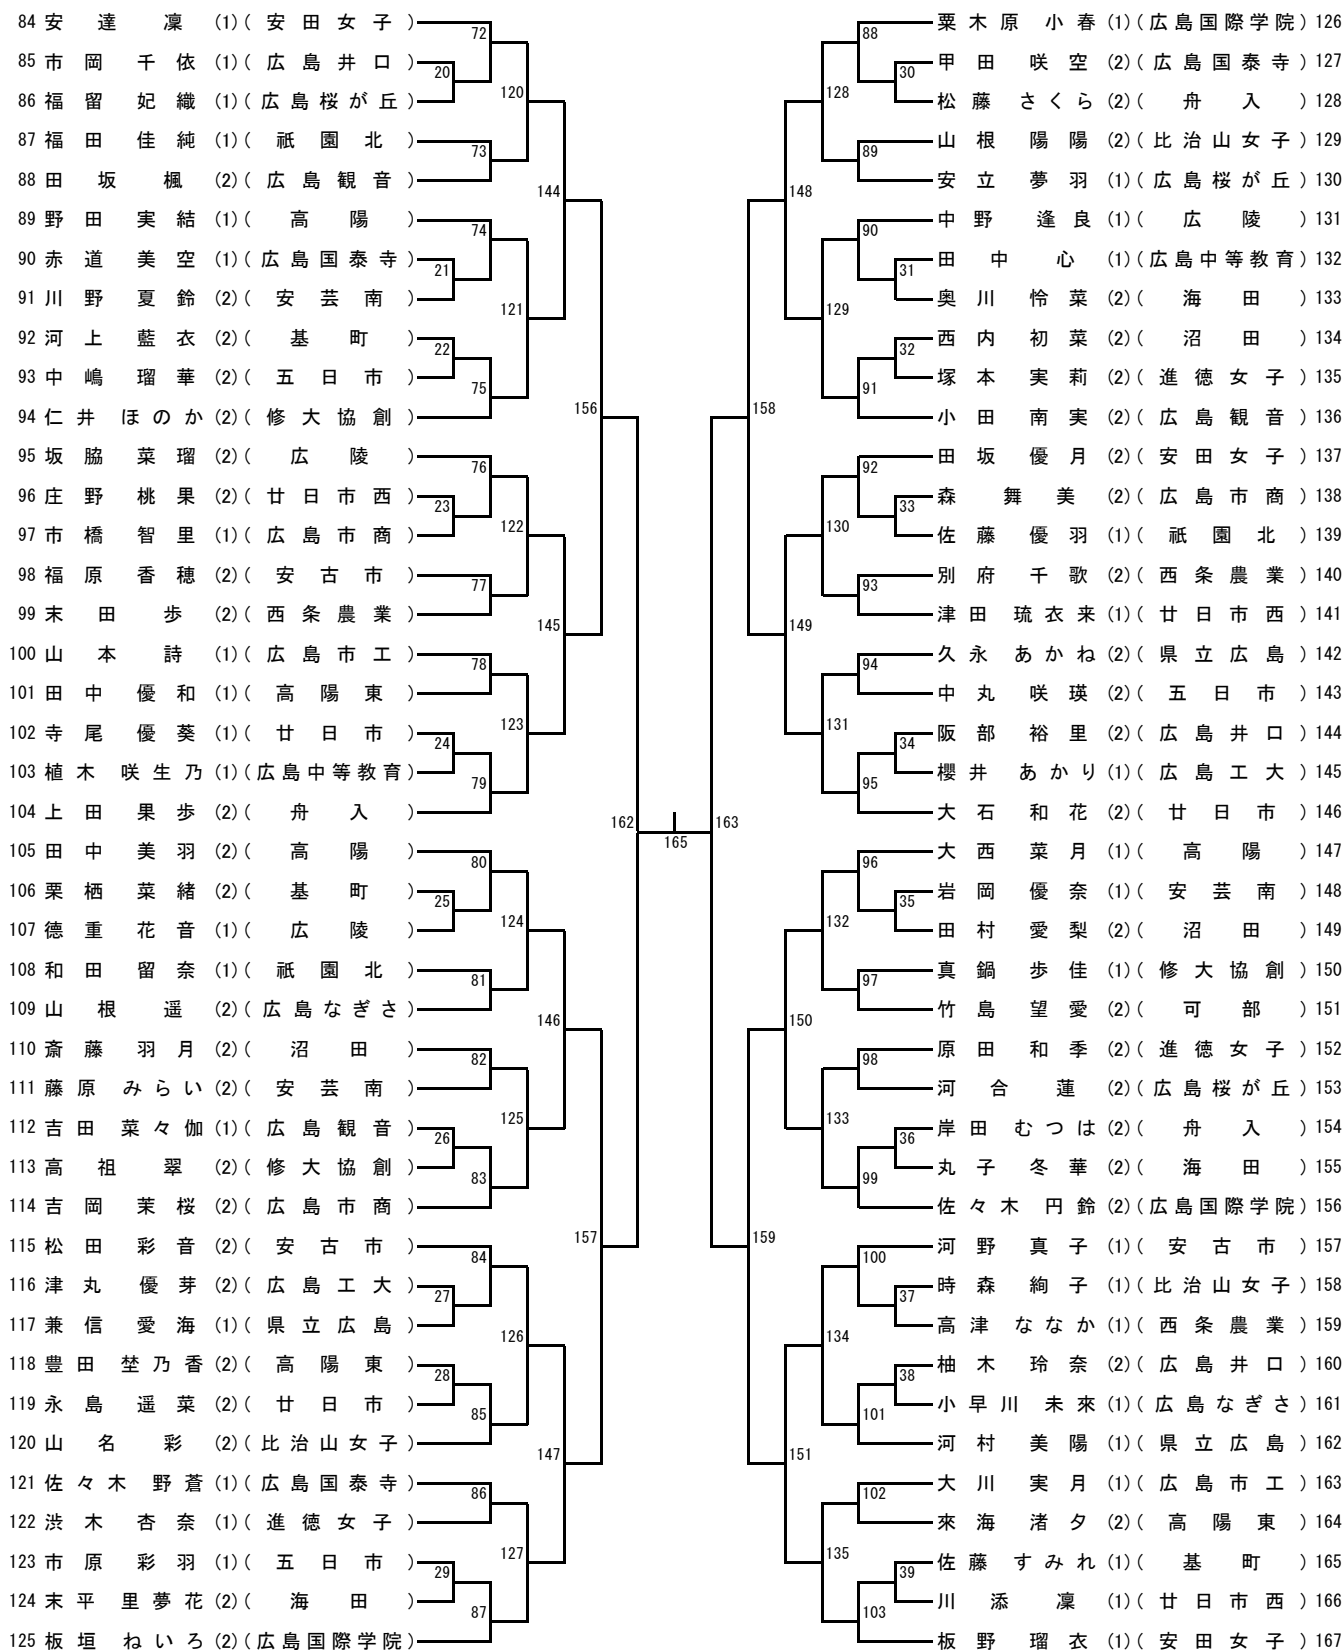 84 安達 凜 (1) ( 安田女子 )
85 市岡 千依 (1) ( 広島井口 )
86 福留 妃織 (1) ( 広島桜が丘 )
87 福田 佳純 (1) ( 祇園北 )
88 田坂 楓 (2) ( 広島観音 )
89 野田 実結 (1) ( 高陽 )
90 赤道 美空 (1) ( 広島国泰寺 )
91 川野 夏鈴 (2) ( 安芸南 )
92 河上 藍衣 (2) ( 基町 )
93 中嶋 瑠華 (2) ( 五日市 )
94 仁井 ほのか (2) ( 修大協創 )
95 坂脇 菜瑠 (2) ( 広陵 )
96 庄野 桃果 (2) ( 廿日市西 )
97 市橋 智里 (1) ( 広島市商 )
98 福原 香穂 (2) ( 安古市 )
99 末田 歩 (2) ( 西条農業 )
100 山本 詩 (1) ( 広島市工 )
101 田中 優和 (1) ( 高陽東 )
102 寺尾 優葵 (1) ( 廿日市 )
103 植木 咲生乃 (1) ( 広島中等教育 )
104 上田 果歩 (2) ( 舟入 )
105 田中 美羽 (2) ( 高陽 )
106 栗栖 菜緒 (2) ( 基町 )
107 德重 花音 (1) ( 広陵 )
108 和田 留奈 (1) ( 祇園北 )
109 山根 遥 (2) ( 広島なぎさ )
110 斎藤 羽月 (2) ( 沼田 )
111 藤原 みらい (2) ( 安芸南 )
112 吉田 菜々伽 (1) ( 広島観音 )
113 高祖 翠 (2) ( 修大協創 )
114 吉岡 茉桜 (2) ( 広島市商 )
115 松田 彩音 (2) ( 安古市 )
116 津丸 優芽 (2) ( 広島工大 )
117 兼信 愛海 (1) ( 県立広島 )
118 豊田 埜乃香 (2) ( 高陽東 )
119 永島 遥菜 (2) ( 廿日市 )
120 山名 彩 (2) ( 比治山女子 )
121 佐々木 野蒼 (1) ( 広島国泰寺 )
122 渋木 杏奈 (1) ( 進徳女子 )
123 市原 彩羽 (1) ( 五日市 )
124 末平 里夢花 (2) ( 海田 )
125 板垣 ねいろ (2) ( 広島国際学院 )
72
20
120
73
144
74
21
121
22
75
156
76
23
122
77
145
78
123
24
79
162
80
25
124
81
146
82
125
26
83
157
84
27
126
28
85
147
86
127
29
87
165
163
88
30
128
89
148
90
31
129
32
91
158
92
33
130
93
149
94
131
34
95
96
35
132
97
150
98
133
36
99
159
100
37
134
38
101
151
102
135
39
103
粟木原 小春 (1) ( 広島国際学院 ) 126
甲田 咲空 (2) ( 広島国泰寺 ) 127
松藤 さくら (2) ( 舟入 ) 128
山根 陽陽 (2) ( 比治山女子 ) 129
安立 夢羽 (1) ( 広島桜が丘 ) 130
中野 逢良 (1) ( 広陵 ) 131
田中 心 (1) ( 広島中等教育 ) 132
奥川 怜菜 (2) ( 海田 ) 133
西内 初菜 (2) ( 沼田 ) 134
塚本 実莉 (2) ( 進徳女子 ) 135
小田 南実 (2) ( 広島観音 ) 136
田坂 優月 (2) ( 安田女子 ) 137
森 舞美 (2) ( 広島市商 ) 138
佐藤 優羽 (1) ( 祇園北 ) 139
別府 千歌 (2) ( 西条農業 ) 140
津田 琉衣来 (1) ( 廿日市西 ) 141
久永 あかね (2) ( 県立広島 ) 142
中丸 咲瑛 (2) ( 五日市 ) 143
阪部 裕里 (2) ( 広島井口 ) 144
櫻井 あかり (1) ( 広島工大 ) 145
大石 和花 (2) ( 廿日市 ) 146
大西 菜月 (1) ( 高陽 ) 147
岩岡 優奈 (1) ( 安芸南 ) 148
田村 愛梨 (2) ( 沼田 ) 149
真鍋 歩佳 (1) ( 修大協創 ) 150
竹島 望愛 (2) ( 可部 ) 151
原田 和季 (2) ( 進徳女子 ) 152
河合 蓮 (2) ( 広島桜が丘 ) 153
岸田 むつは (2) ( 舟入 ) 154
丸子 冬華 (2) ( 海田 ) 155
佐々木 円鈴 (2) ( 広島国際学院 ) 156
河野 真子 (1) ( 安古市 ) 157
時森 絢子 (1) ( 比治山女子 ) 158
高津 ななか (1) ( 西条農業 ) 159
柚木 玲奈 (2) ( 広島井口 ) 160
小早川 未來 (1) ( 広島なぎさ ) 161
河村 美陽 (1) ( 県立広島 ) 162
大川 実月 (1) ( 広島市工 ) 163
來海 渚夕 (2) ( 高陽東 ) 164
佐藤 すみれ (1) ( 基町 ) 165
川添 凜 (1) ( 廿日市西 ) 166
板野 瑠衣 (1) ( 安田女子 ) 167